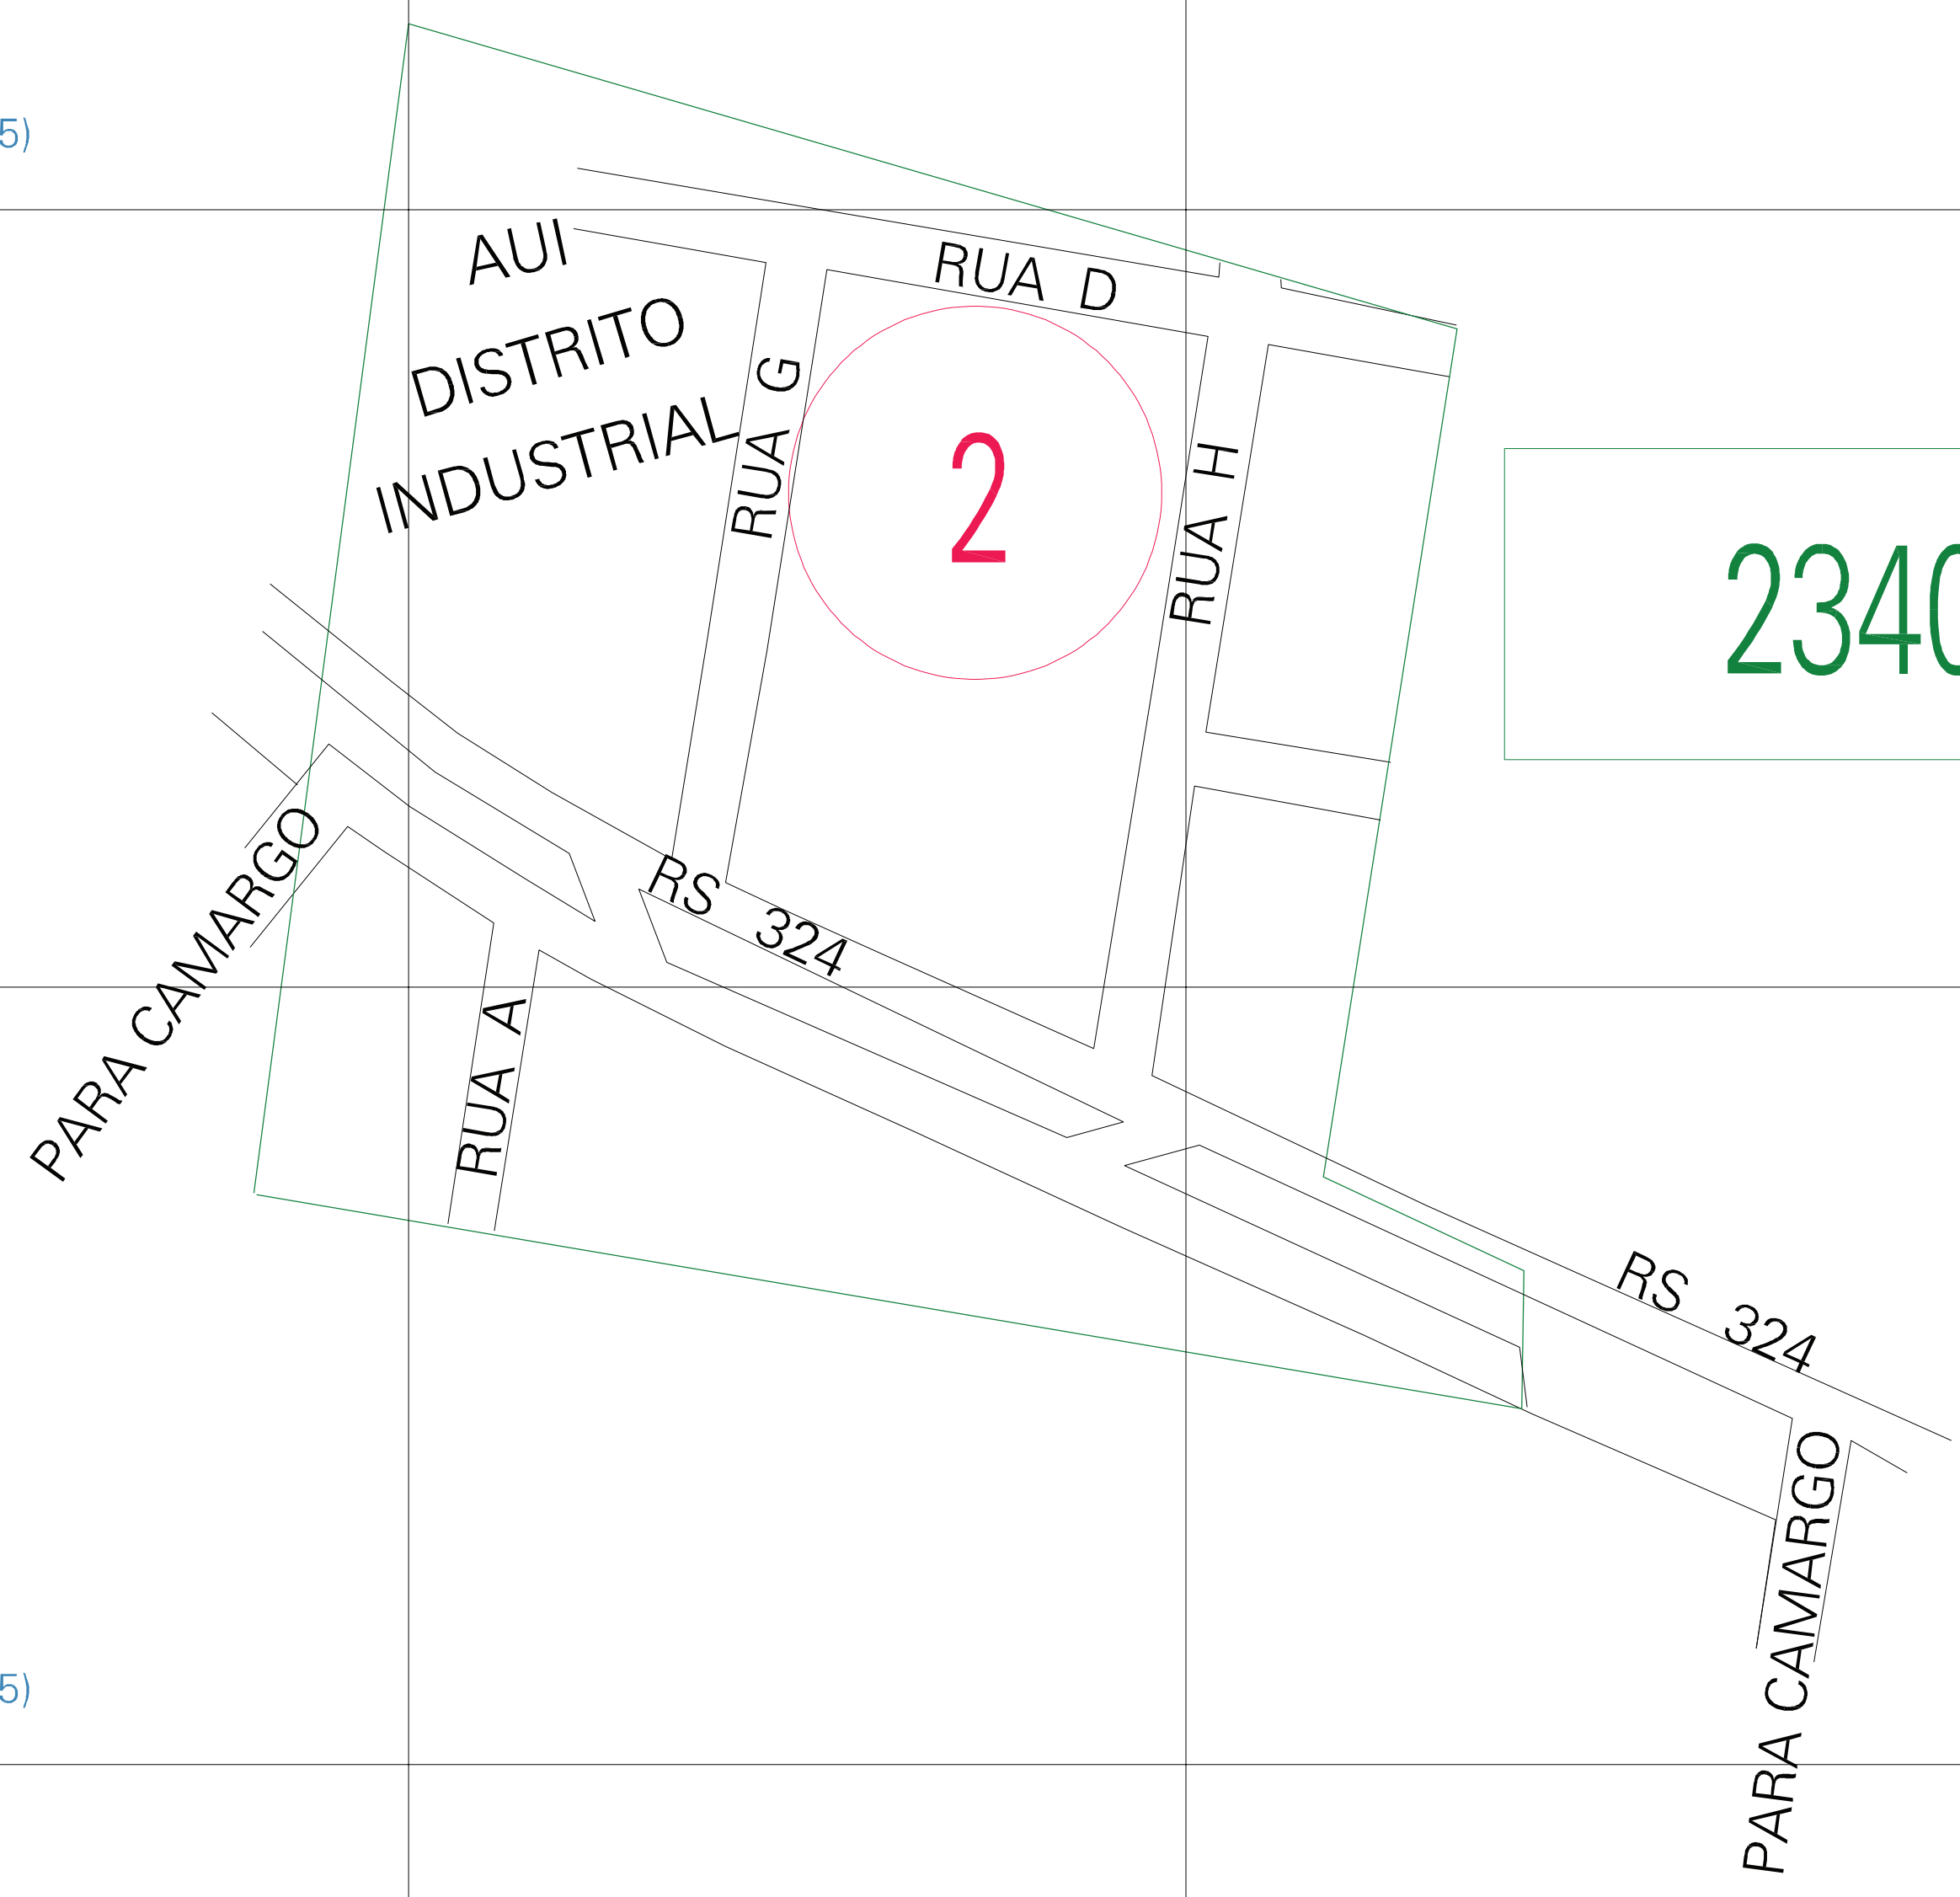 5)
AUI
DISTRITO
INDUSTRIAL
RUA D
RUA G
2
RUA H
2340
RS 324
PARA CAMARGO
RUA A
RS 324
PARA CAMARGO
5)